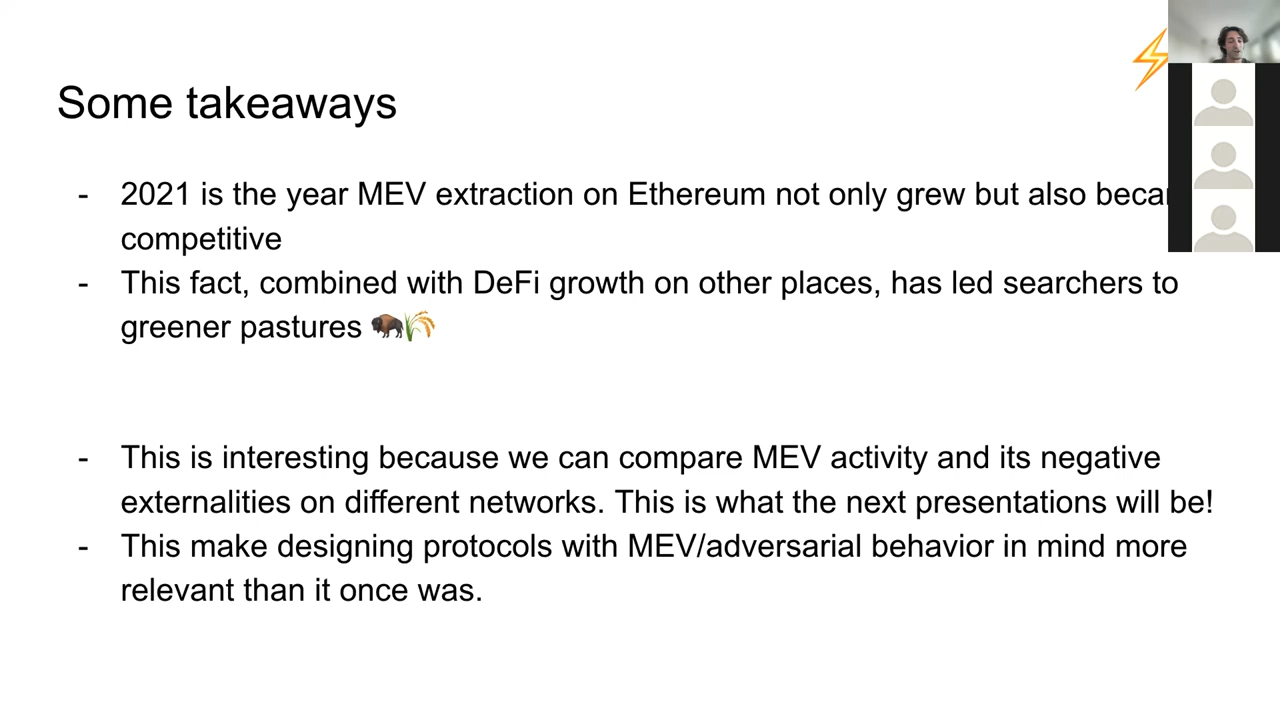 Some takeaways
- 2021 is the year MEV extraction on Ethereum not only grew but also
competitive
- This fact, combined with DeFi growth on other places, has led searchers to
greener pastures 🦬🌾
- This is interesting because we can compare MEV activity and its negative
externalities on different networks. This is what the next presentations will be!
- This make designing protocols with MEV/adversarial behavior in mind more
relevant than it once was.